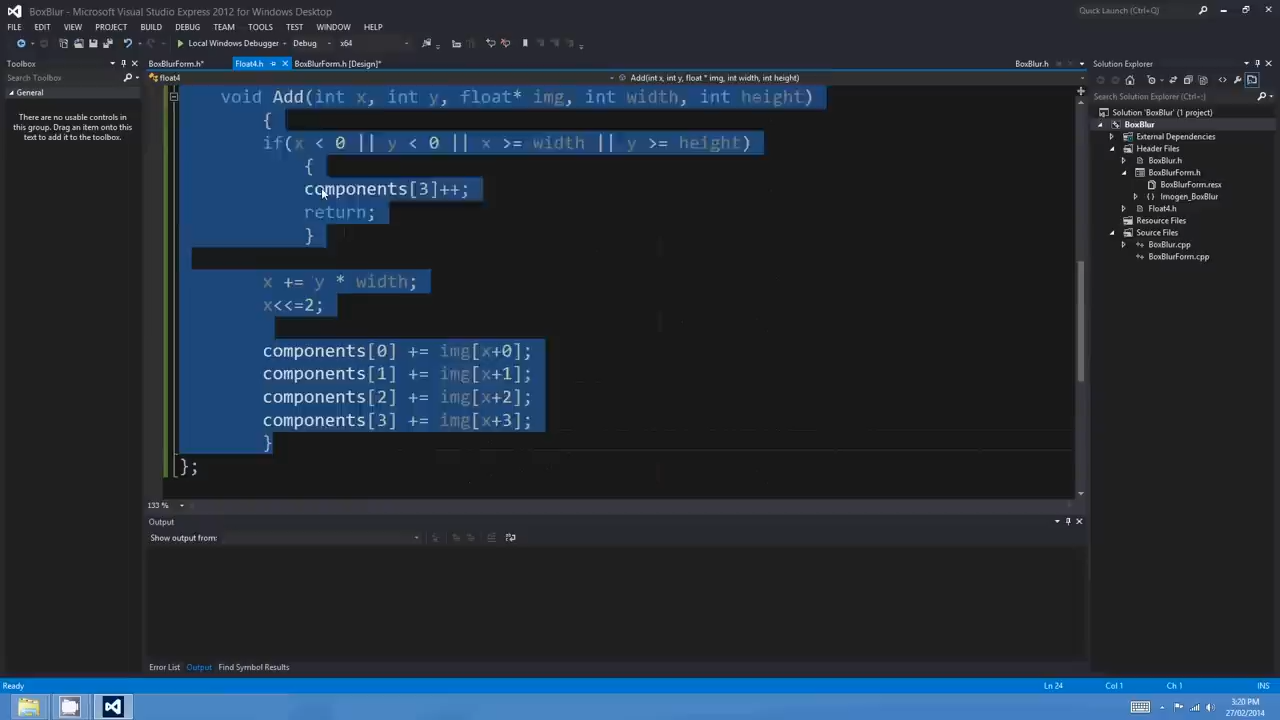 BoxBlur - Microsoft Visual Studio Express 2012 for Windows Desktop
Quick Launch (Ctrl+Q)
FILE EDIT VIEW PROJECT BUILD DEBUG TEAM TOOLS TEST WINDOW HELP
Local Windows Debugger Debug x64
Toolbox
Search Toolbox
General
There are no usable controls in
this group. Drag an item onto this
text to add it to the toolbox.
BoxBlurForm.h* Float4.h BoxBlurForm.h [Design]* BoxBlur.h
float4 Add(int x, int y, float * img, int width, int height)
void Add(int x, int y, float* img, int width, int height)
{
if(x < 0 || y < 0 || x >= width || y >= height)
{
components[3]++;
return;
}
x += y * width;
x<<=2;
components[0] += img[x+0];
components[1] += img[x+1];
components[2] += img[x+2];
components[3] += img[x+3];
}
};
133 %
Output
Show output from:
Error List Output Find Symbol Results
Solution Explorer
Search Solution Explorer (Ctrl+;)
Solution 'BoxBlur' (1 project)
BoxBlur
External Dependencies
Header Files
BoxBlur.h
BoxBlurForm.h
BoxBlurForm.resx
Imogen_BoxBlur
Float4.h
Resource Files
Source Files
BoxBlur.cpp
BoxBlurForm.cpp
Ready Ln 24 Col 1 Ch 1 INS
3:20 PM
27/02/2014